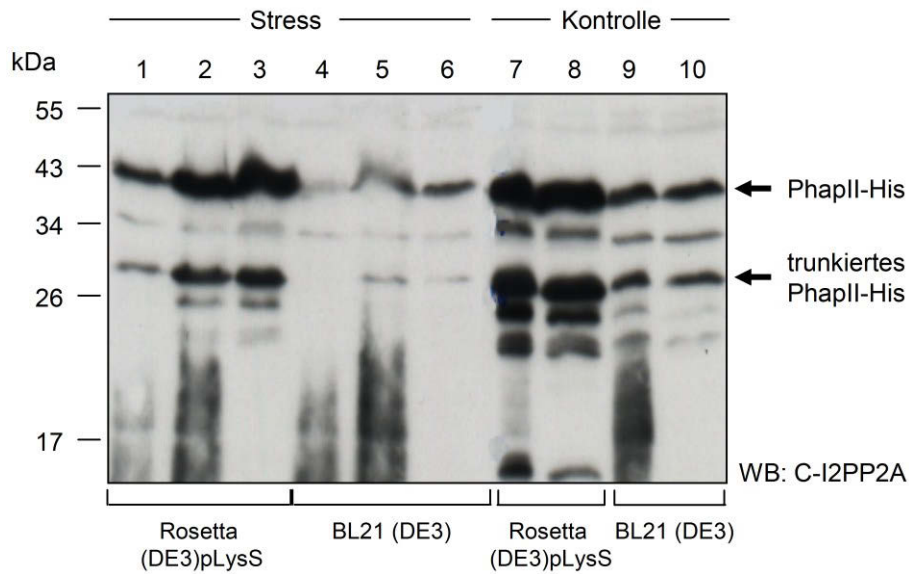 Stress Kontrolle
kDa
1 2 3 4 5 6 7 8 9 10
55
43
PhapII-His
34
trunkiertes
PhapII-His
26
17
WB: C-I2PP2A
Rosetta BL21 (DE3) Rosetta BL21 (DE3)
(DE3)pLysS (DE3)pLysS